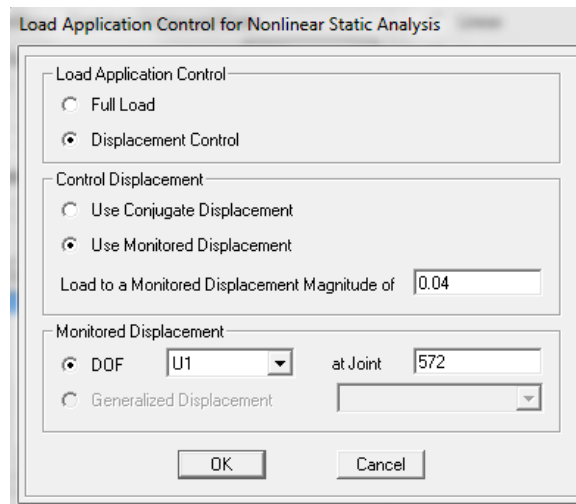 Load Application Control for Nonlinear Static Analysis
Load Application Control
Full Load
Displacement Control
Control Displacement
Use Conjugate Displacement
Use Monitored Displacement
Load to a Monitored Displacement Magnitude of 0.04
Monitored Displacement
DOF U1 at Joint 572
Generalized Displacement
OK Cancel